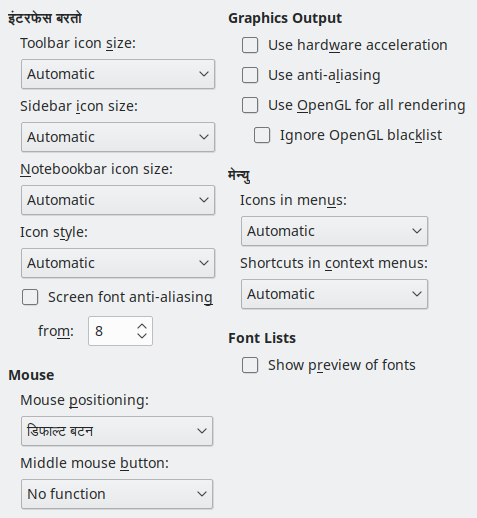 इंटरफेस बरतो
Toolbar icon size:
Automatic
Sidebar icon size:
Automatic
Notebookbar icon size:
Automatic
Icon style:
Automatic
Screen font anti-aliasing
from:
8
Mouse
Mouse positioning:
डिफाल्ट बटन
Middle mouse button:
No function
Graphics Output
Use hardware acceleration
Use anti-aliasing
Use OpenGL for all rendering
Ignore OpenGL blacklist
मेन्यु
Icons in menus:
Automatic
Shortcuts in context menus:
Automatic
Font Lists
Show preview of fonts